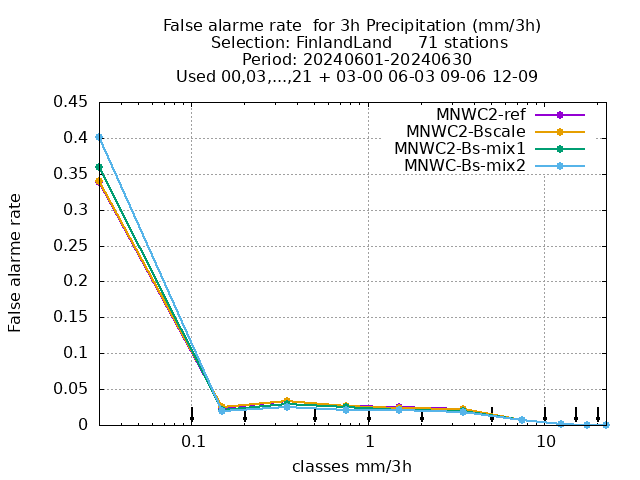 False alarme rate  for 3h Precipitation (mm/3h)
Selection: FinlandLand     71 stations
Period: 20240601-20240630
Used 00,03,...,21 + 03-00 06-03 09-06 12-09
MNWC2-ref
MNWC2-Bscale
MNWC2-Bs-mix1
MNWC-Bs-mix2
False alarme rate
0.45
0.4
0.35
0.3
0.25
0.2
0.15
0.1
0.05
0
0.1
1
10
classes mm/3h